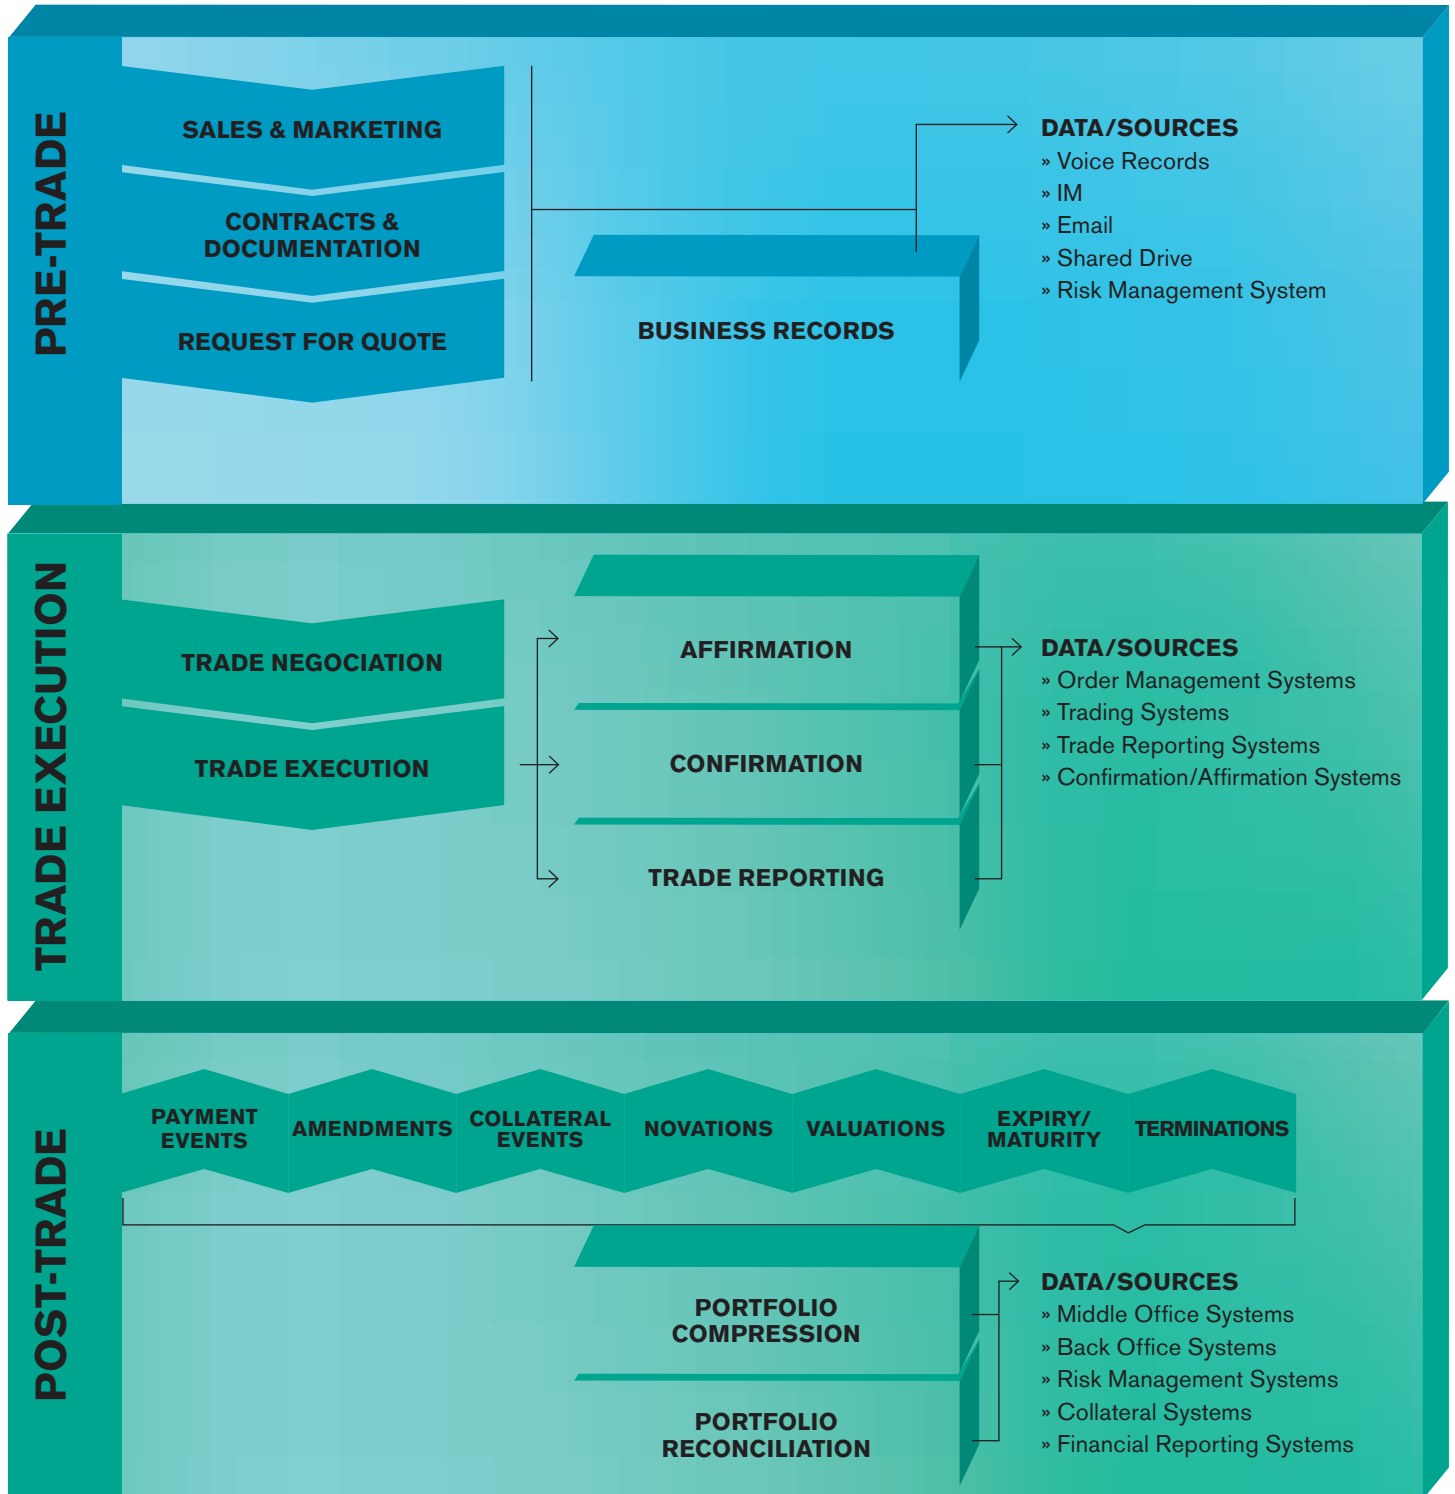 PRE-TRADE
SALES & MARKETING
CONTRACTS &
DOCUMENTATION
REQUEST FOR QUOTE
BUSINESS RECORDS
DATA/SOURCES
» Voice Records
» IM
» Email
» Shared Drive
» Risk Management System
TRADE EXECUTION
TRADE NEGOCIATION
TRADE EXECUTION
AFFIRMATION
CONFIRMATION
TRADE REPORTING
DATA/SOURCES
» Order Management Systems
» Trading Systems
» Trade Reporting Systems
» Confirmation/Affirmation Systems
POST-TRADE
PAYMENT
EVENTS
AMENDMENTS
COLLATERAL
EVENTS
NOVATIONS
VALUATIONS
EXPIRY/
MATURITY
TERMINATIONS
PORTFOLIO
COMPRESSION
PORTFOLIO
RECONCILIATION
DATA/SOURCES
» Middle Office Systems
» Back Office Systems
» Risk Management Systems
» Collateral Systems
» Financial Reporting Systems